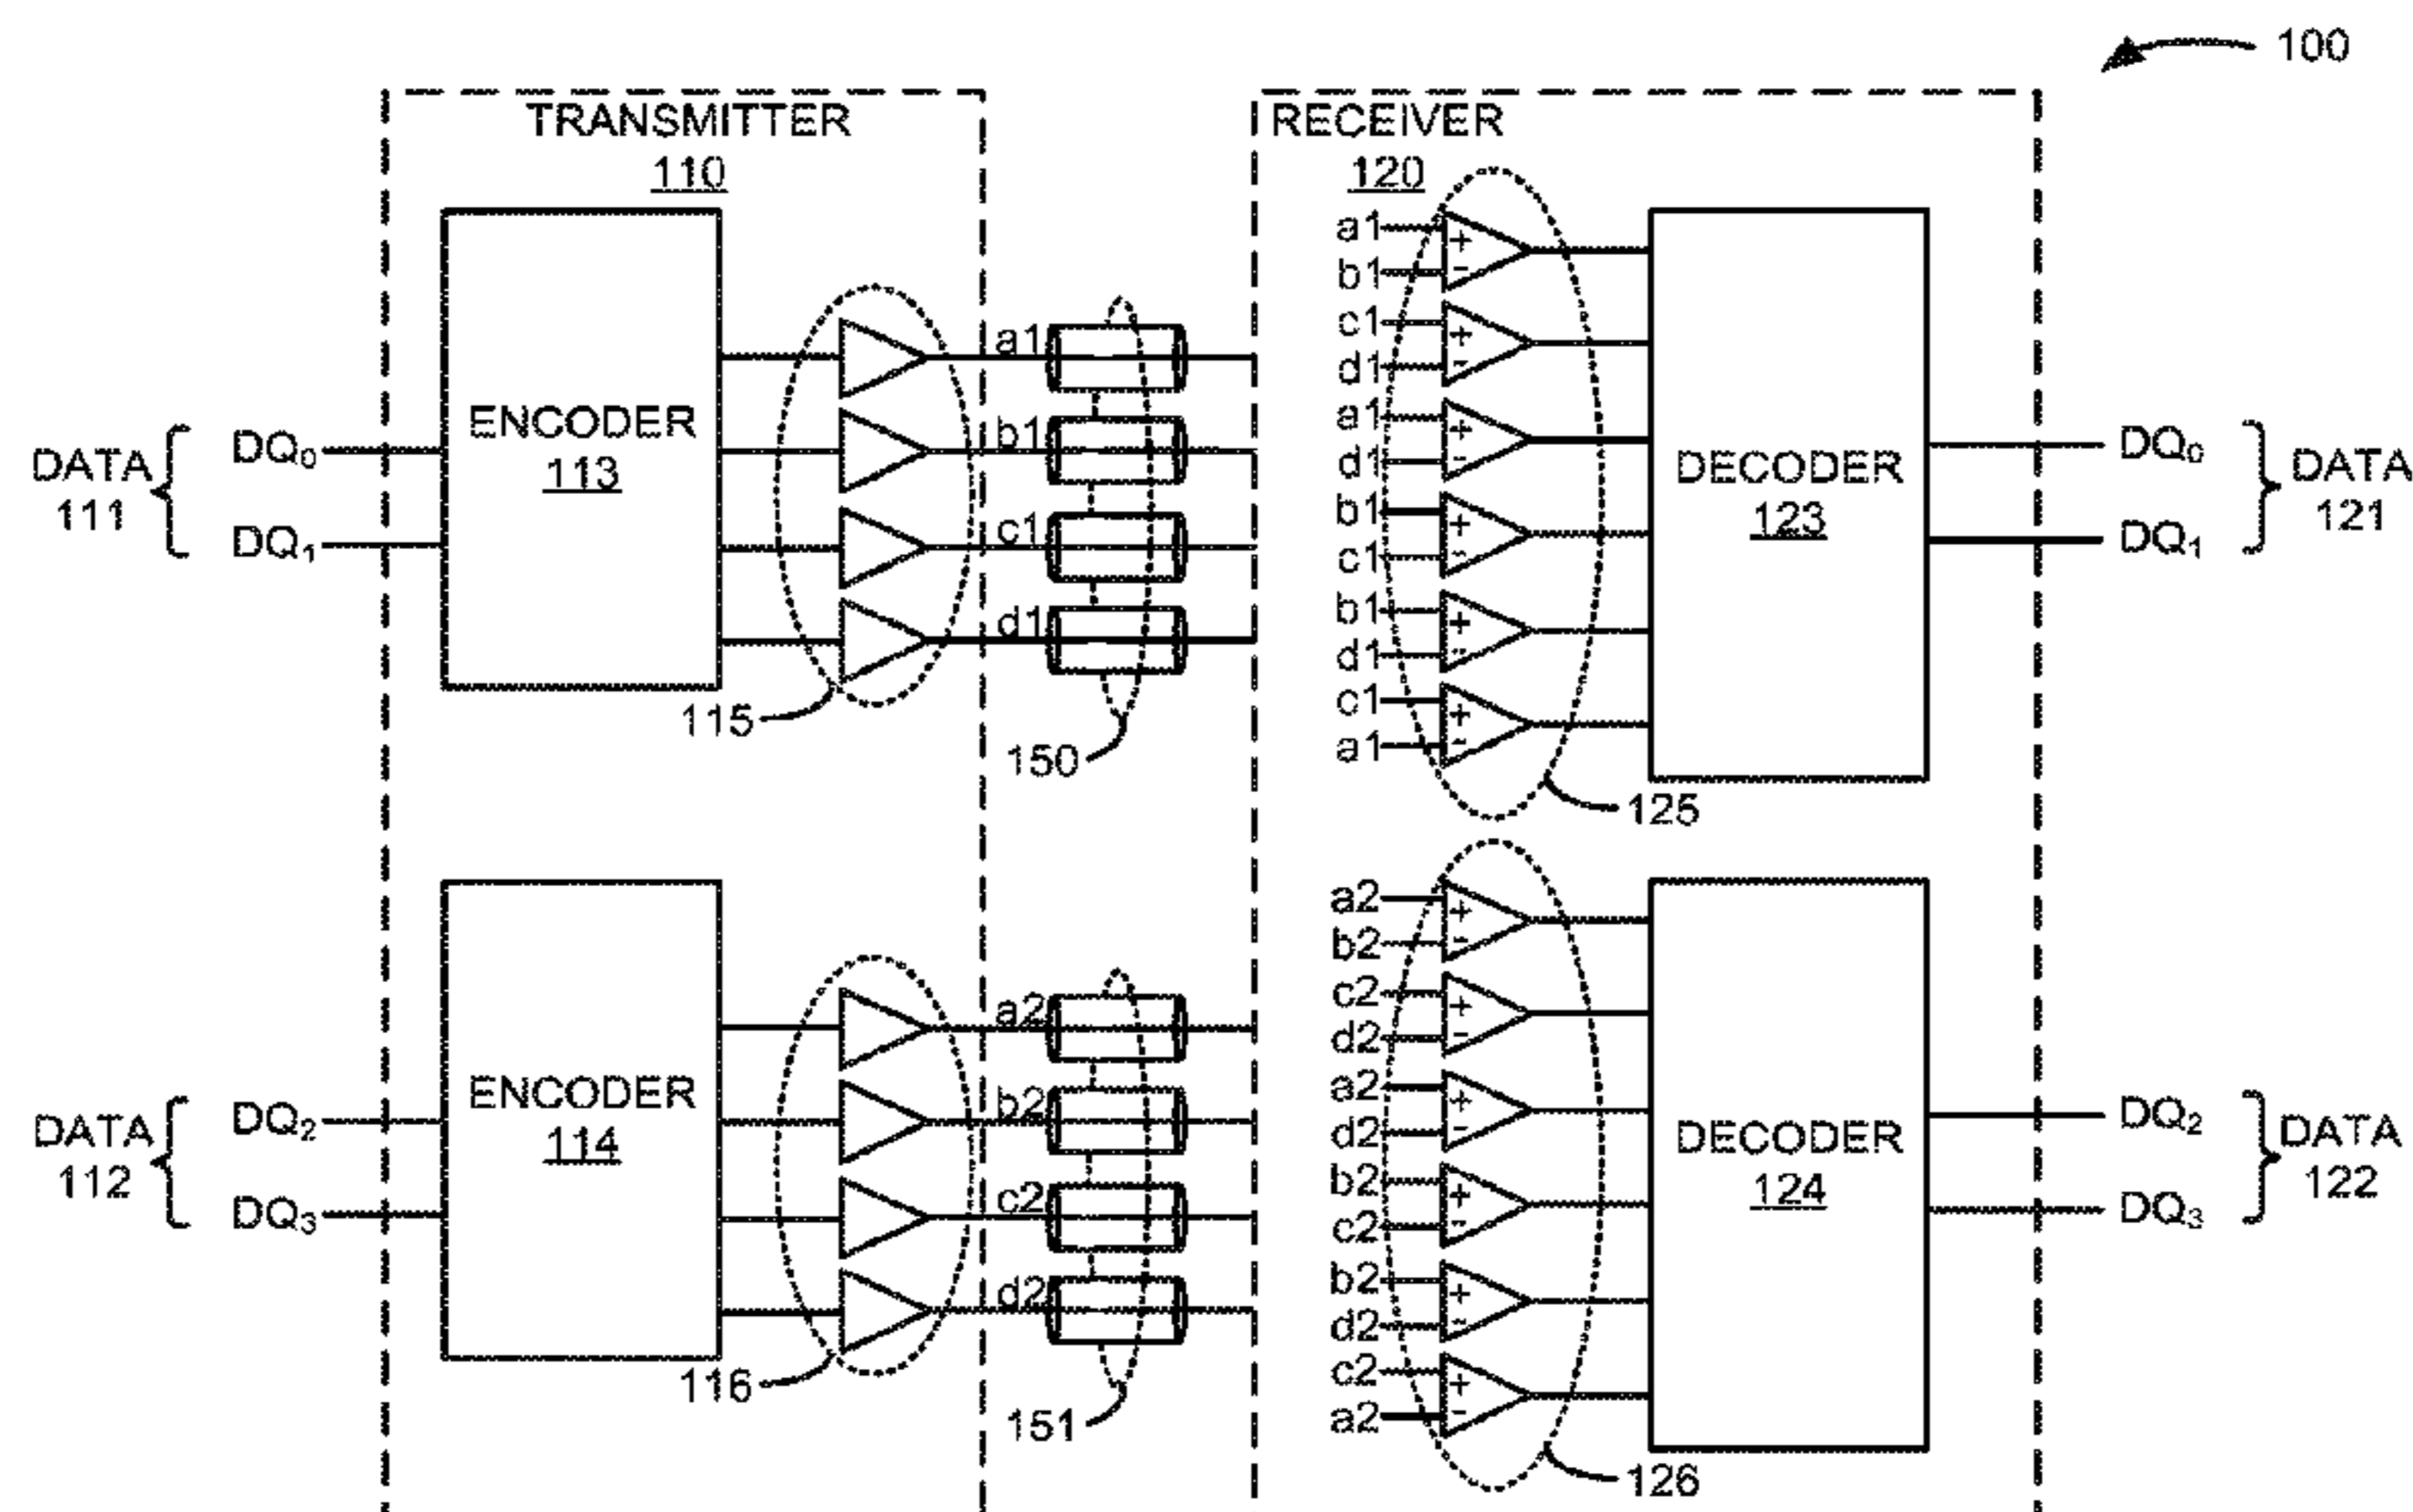 100
TRANSMITTER
110
RECEIVER
120
ENCODER
113
DATA
111
DQ0
DQ1
a1
b1
c1
d1
115
150
a1
+
b1
-
c1
+
d1
-
a1
+
d1
-
b1
+
c1
-
b1
+
d1
-
c1
+
a1
-
125
DECODER
123
DQ0
DQ1
DATA
121
ENCODER
114
DATA
112
DQ2
DQ3
a2
b2
c2
d2
116
151
a2
+
b2
-
c2
+
d2
-
a2
+
d2
-
b2
+
c2
-
b2
+
d2
-
c2
+
a2
-
126
DECODER
124
DQ2
DQ3
DATA
122